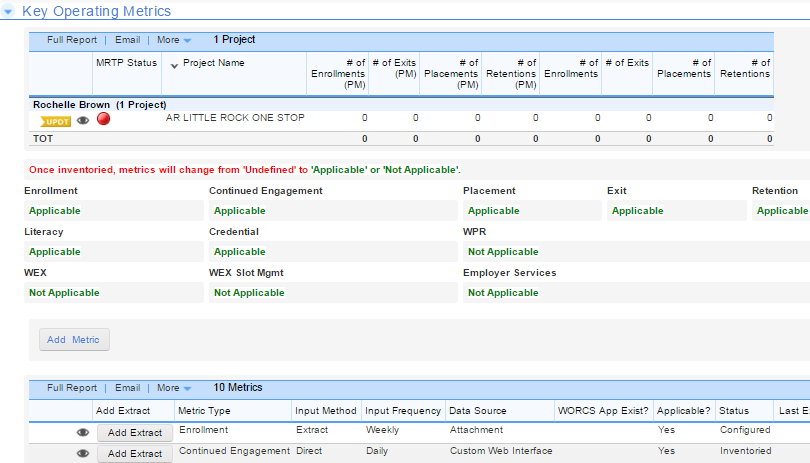 Key Operating Metrics
Full Report | Email | More 1 Project
MRTP Status Project Name # of Enrollments (PM) # of Exits (PM) # of Placements (PM) # of Retentions (PM) # of Enrollments # of Exits # of Placements # of Retentions
Rochelle Brown (1 Project)
UPDT AR LITTLE ROCK ONE STOP 0 0 0 0 0 0 0 0
TOT 0 0 0 0 0 0 0 0
Once inventoried, metrics will change from 'Undefined' to 'Applicable' or 'Not Applicable'.
Enrollment Continued Engagement Placement Exit Retention
Applicable Applicable Applicable Applicable Applicable
Literacy Credential WPR
Applicable Applicable Not Applicable
WEX WEX Slot Mgmt Employer Services
Not Applicable Not Applicable Not Applicable
Add Metric
Full Report | Email | More 10 Metrics
Add Extract Metric Type Input Method Input Frequency Data Source WORCS App Exist? Applicable? Status Last E
Add Extract Enrollment Extract Weekly Attachment Yes Configured
Add Extract Continued Engagement Direct Daily Custom Web Interface Yes Inventoried